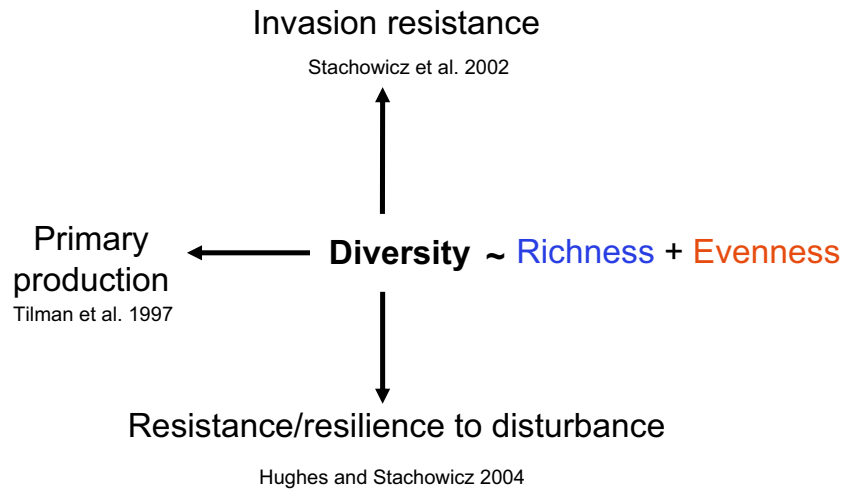 Invasion resistance
Stachowicz et al. 2002
Primary
production
Tilman et al. 1997
Diversity ~ Richness + Evenness
Resistance/resilience to disturbance
Hughes and Stachowicz 2004